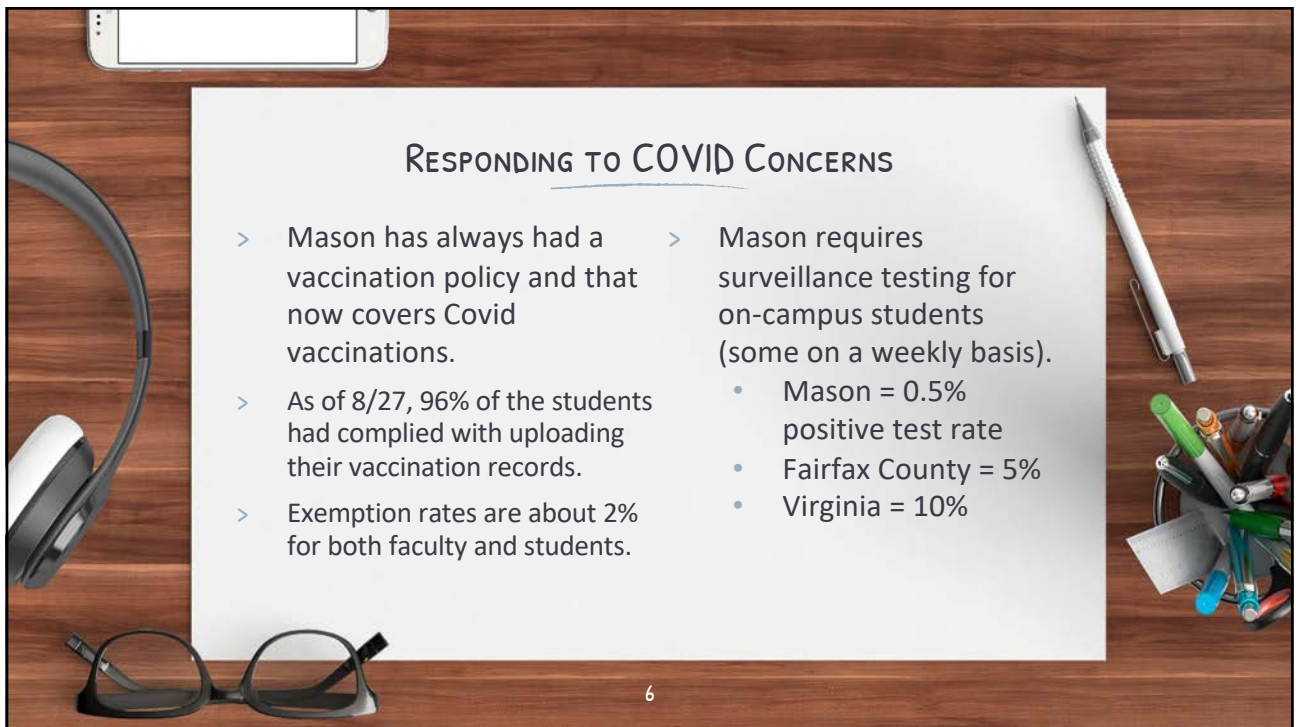 RESPONDING TO COVID CONCERNS
> Mason has always had a
vaccination policy and that
now covers Covid
vaccinations.
> As of 8/27, 96% of the students
had complied with uploading
their vaccination records.
> Exemption rates are about 2%
for both faculty and students.
> Mason requires
surveillance testing for
on-campus students
(some on a weekly basis).
• Mason = 0.5%
positive test rate
• Fairfax County = 5%
• Virginia = 10%
6